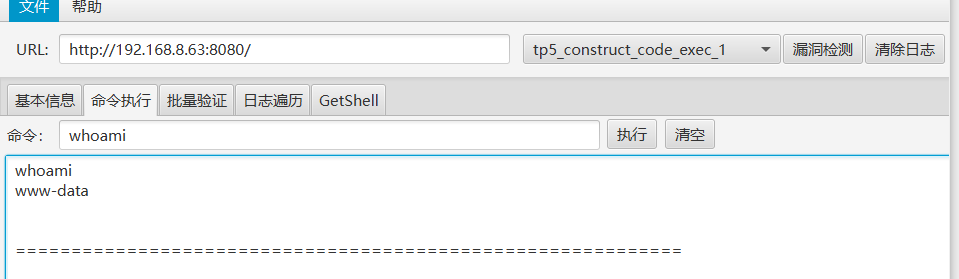 文件 帮助
URL: http://192.168.8.63:8080/ tp5_construct_code_exec_1 漏洞检测 清除日志
基本信息 命令执行 批量验证 日志遍历 GetShell
命令： whoami 执行 清空
whoami
www-data
============================================================